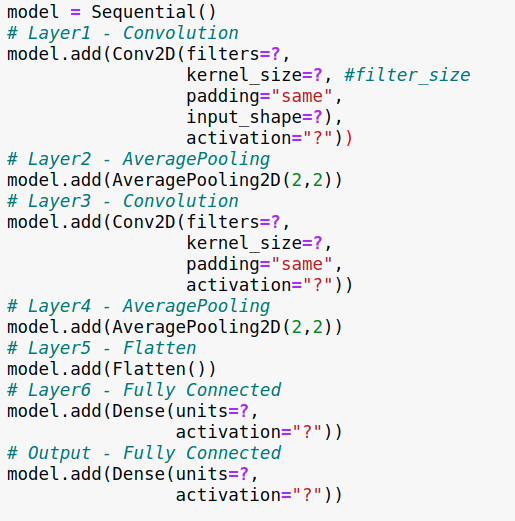 model = Sequential()
# Layer1 - Convolution
model.add(Conv2D(filters=?,
                 kernel_size=?, #filter_size
                 padding="same",
                 input_shape=?),
                 activation="?"))
# Layer2 - AveragePooling
model.add(AveragePooling2D(2,2))
# Layer3 - Convolution
model.add(Conv2D(filters=?,
                 kernel_size=?,
                 padding="same",
                 activation="?"))
# Layer4 - AveragePooling
model.add(AveragePooling2D(2,2))
# Layer5 - Flatten
model.add(Flatten())
# Layer6 - Fully Connected
model.add(Dense(units=?,
                activation="?"))
# Output - Fully Connected
model.add(Dense(units=?,
                activation="?"))